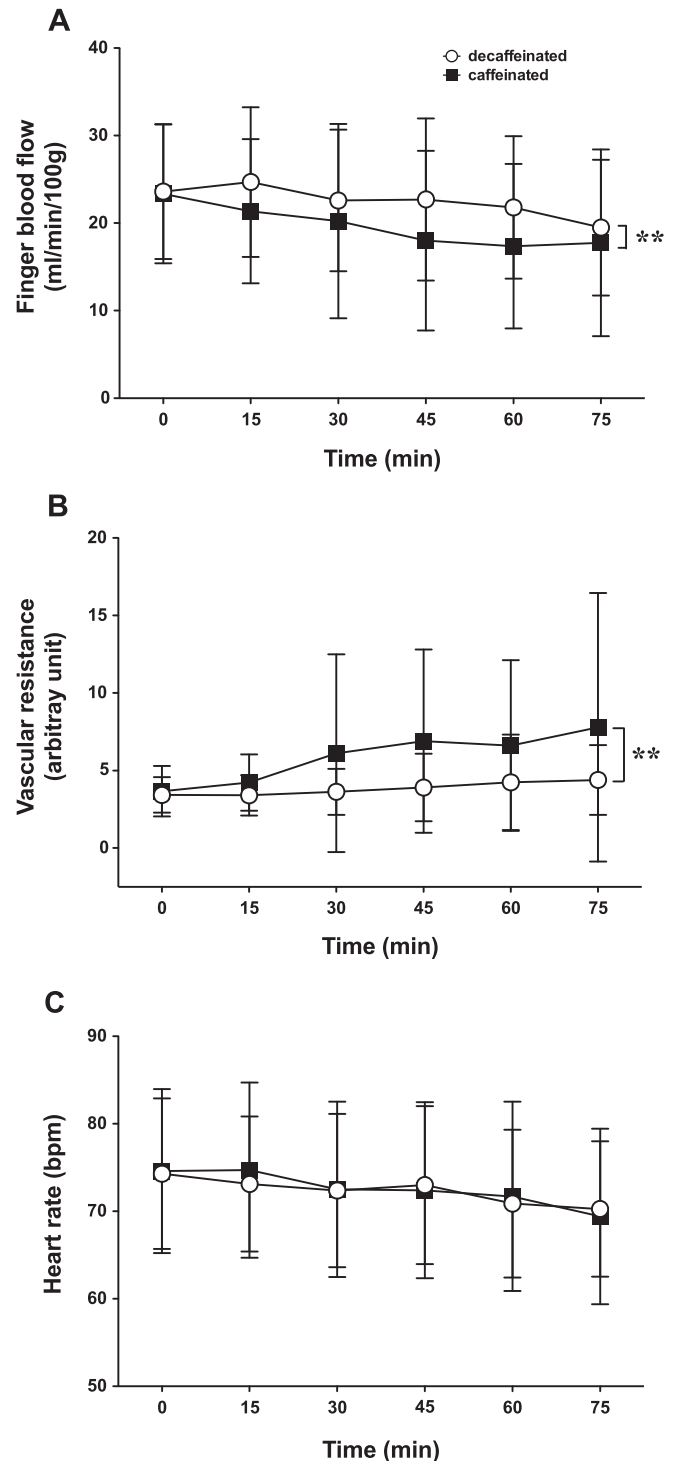 A
40
decaffeinated
caffeinated
30
20
10
0
**
Finger blood flow
(ml/min/100g)
0 15 30 45 60 75
Time (min)
B
20
15
10
5
0
**
Vascular resistance
(arbitray unit)
0 15 30 45 60 75
Time (min)
C
90
80
70
60
50
Heart rate (bpm)
0 15 30 45 60 75
Time (min)